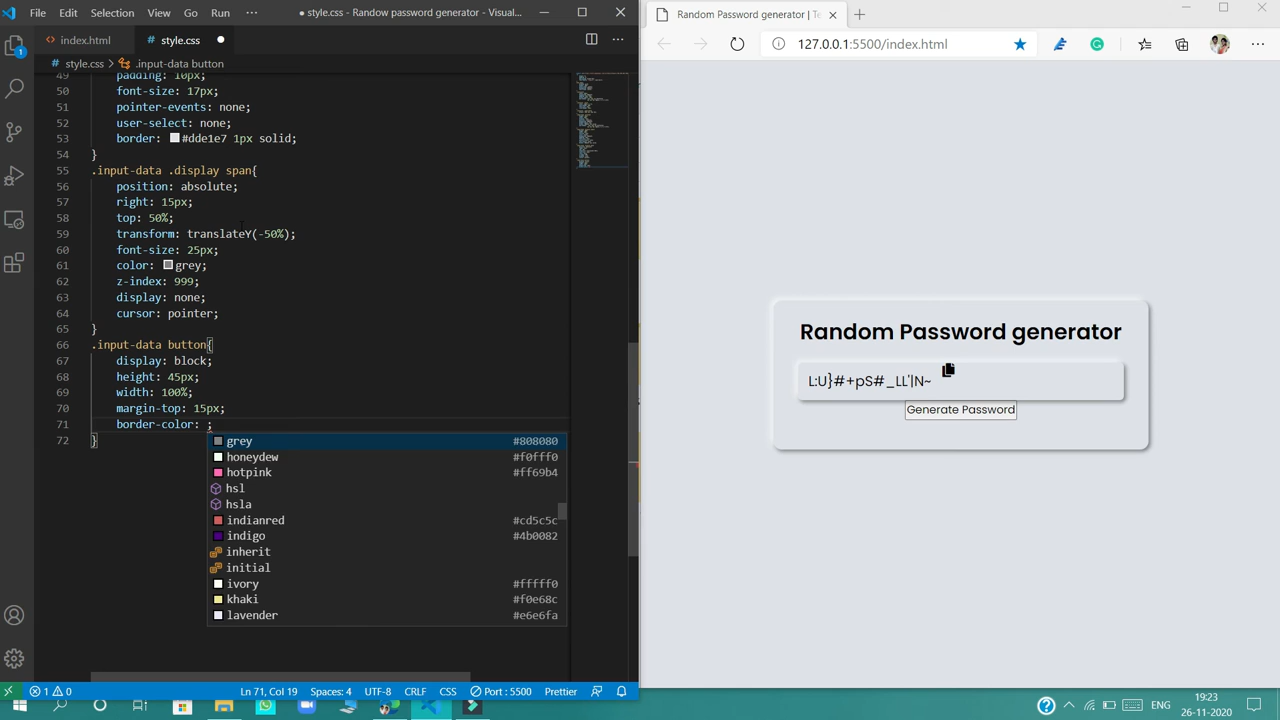 File Edit Selection View Go Run ··· ● style.css - Randow password generator - Visual...
index.html style.css ●
style.css > .input-data button
49 padding: 10px;
50 font-size: 17px;
51 pointer-events: none;
52 user-select: none;
53 border: #dde1e7 1px solid;
54 }
55 .input-data .display span{
56 position: absolute;
57 right: 15px;
58 top: 50%;
59 transform: translateY(-50%);
60 font-size: 25px;
61 color: grey;
62 z-index: 999;
63 display: none;
64 cursor: pointer;
65 }
66 .input-data button{
67 display: block;
68 height: 45px;
69 width: 100%;
70 margin-top: 15px;
71 border-color: ;
72 }
grey #808080
honeydew #f0fff0
hotpink #ff69b4
hsl
hsla
indianred #cd5c5c
indigo #4b0082
inherit
initial
ivory #fffff0
khaki #f0e68c
lavender #e6e6fa
1
1 0 Ln 71, Col 19 Spaces: 4 UTF-8 CRLF CSS Port : 5500 Prettier
Random Password generator | Te
127.0.0.1:5500/index.html
Random Password generator
L:U}#+pS#_LL'|N~
Generate Password
ENG 19:23
26-11-2020